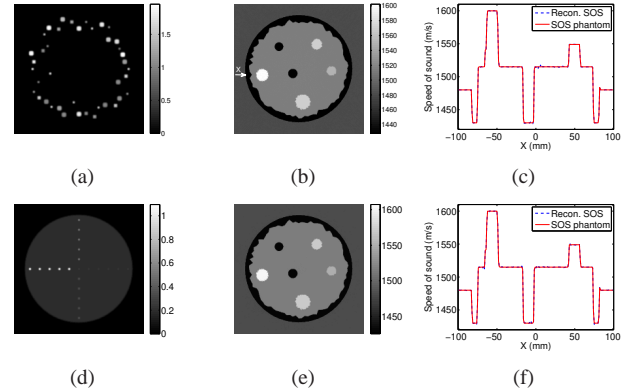 1.5
1
0.5
0
X
1600
1580
1560
1540
1520
1500
1480
1460
1440
Speed of sound (m/s)
1600
1550
1500
1450
Recon. SOS
SOS phantom
−100 −50 0 50 100
X (mm)
(a) (b) (c)
1
0.8
0.6
0.4
0.2
0
1600
1550
1500
1450
Speed of sound (m/s)
1600
1550
1500
1450
Recon. SOS
SOS phantom
−100 −50 0 50 100
X (mm)
(d) (e) (f)